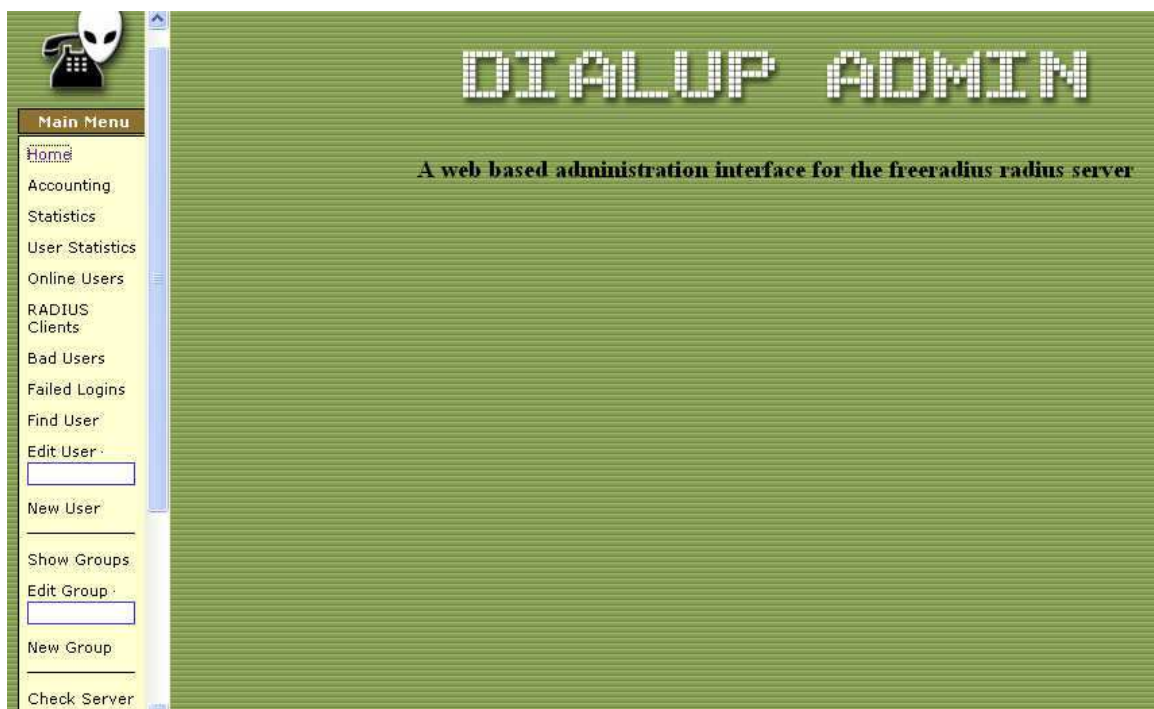 DIALUP ADMIN
A web based administration interface for the freeradius radius server
Main Menu
Home
Accounting
Statistics
User Statistics
Online Users
RADIUS
Clients
Bad Users
Failed Logins
Find User
Edit User ·
New User
Show Groups
Edit Group ·
New Group
Check Server